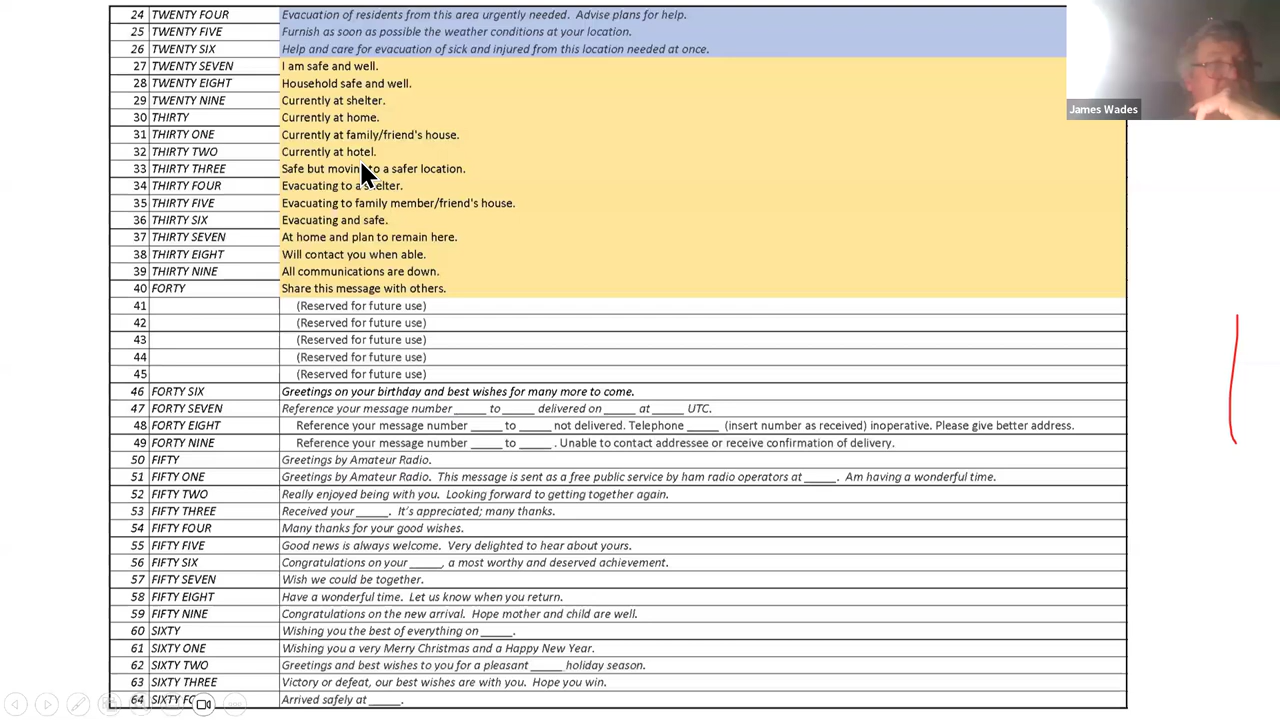 24 TWENTY FOUR Evacuation of residents from this area urgently needed. Advise plans for help.
25 TWENTY FIVE Furnish as soon as possible the weather conditions at your location.
26 TWENTY SIX Help and care for evacuation of sick and injured from this location needed at once.
27 TWENTY SEVEN I am safe and well.
28 TWENTY EIGHT Household safe and well.
29 TWENTY NINE Currently at shelter.
James Wades
30 THIRTY Currently at home.
31 THIRTY ONE Currently at family/friend's house.
32 THIRTY TWO Currently at hotel.
33 THIRTY THREE Safe but moving to a safer location.
34 THIRTY FOUR Evacuating to a shelter.
35 THIRTY FIVE Evacuating to family member/friend's house.
36 THIRTY SIX Evacuating and safe.
37 THIRTY SEVEN At home and plan to remain here.
38 THIRTY EIGHT Will contact you when able.
39 THIRTY NINE All communications are down.
40 FORTY Share this message with others.
41 (Reserved for future use)
42 (Reserved for future use)
43 (Reserved for future use)
44 (Reserved for future use)
45 (Reserved for future use)
46 FORTY SIX Greetings on your birthday and best wishes for many more to come.
47 FORTY SEVEN Reference your message number _____ to _____ delivered on _____ at _____ UTC.
48 FORTY EIGHT Reference your message number _____ to _____ not delivered. Telephone _____ (insert number as received) inoperative. Please give better address.
49 FORTY NINE Reference your message number _____ to _____ . Unable to contact addressee or receive confirmation of delivery.
50 FIFTY Greetings by Amateur Radio.
51 FIFTY ONE Greetings by Amateur Radio. This message is sent as a free public service by ham radio operators at _____. Am having a wonderful time.
52 FIFTY TWO Really enjoyed being with you. Looking forward to getting together again.
53 FIFTY THREE Received your _____. It's appreciated; many thanks.
54 FIFTY FOUR Many thanks for your good wishes.
55 FIFTY FIVE Good news is always welcome. Very delighted to hear about yours.
56 FIFTY SIX Congratulations on your _____, a most worthy and deserved achievement.
57 FIFTY SEVEN Wish we could be together.
58 FIFTY EIGHT Have a wonderful time. Let us know when you return.
59 FIFTY NINE Congratulations on the new arrival. Hope mother and child are well.
60 SIXTY Wishing you the best of everything on _____.
61 SIXTY ONE Wishing you a very Merry Christmas and a Happy New Year.
62 SIXTY TWO Greetings and best wishes to you for a pleasant _____ holiday season.
63 SIXTY THREE Victory or defeat, our best wishes are with you. Hope you win.
64 SIXTY Arrived safely at _____.